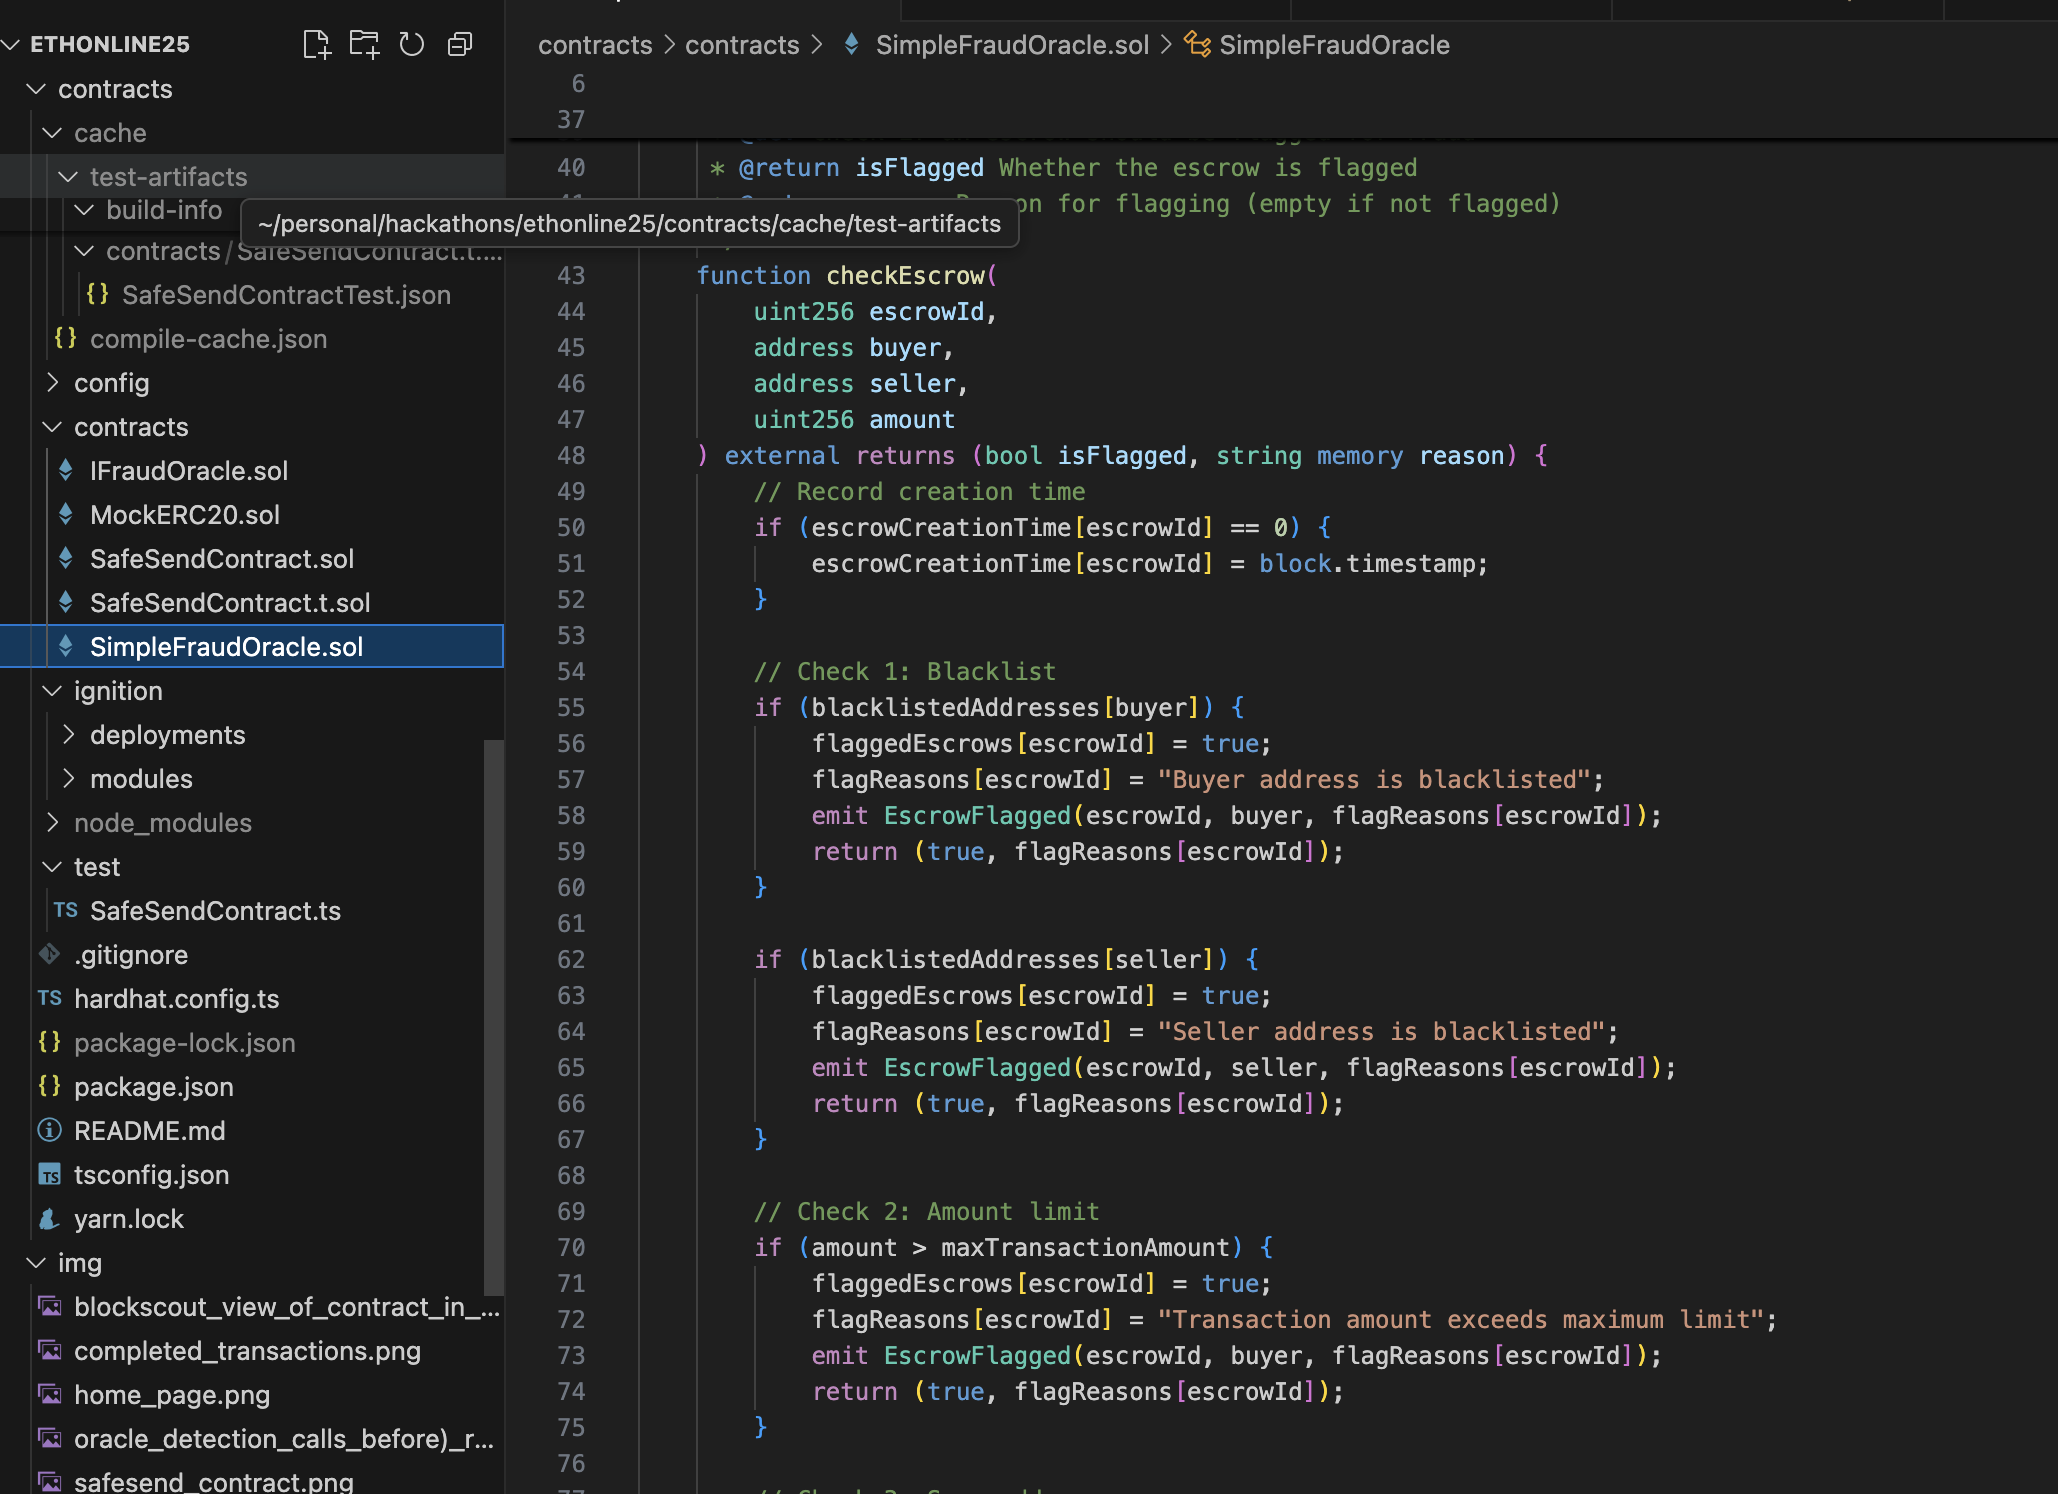 ETHONLINE25
contracts
cache
test-artifacts
build-info
~/personal/hackathons/ethonline25/contracts/cache/test-artifacts
contracts/SafeSendContract.t....
{} SafeSendContractTest.json
{} compile-cache.json
config
contracts
IFraudOracle.sol
MockERC20.sol
SafeSendContract.sol
SafeSendContract.t.sol
SimpleFraudOracle.sol
ignition
deployments
modules
node_modules
test
TS SafeSendContract.ts
.gitignore
TS hardhat.config.ts
{} package-lock.json
{} package.json
README.md
TS tsconfig.json
yarn.lock
img
blockscout_view_of_contract_in_...
completed_transactions.png
home_page.png
oracle_detection_calls_before)_r...
safesend_contract.png
contracts > contracts > SimpleFraudOracle.sol > SimpleFraudOracle
6
37
40 * @return isFlagged Whether the escrow is flagged
for flagging (empty if not flagged)
43 function checkEscrow(
44 uint256 escrowId,
45 address buyer,
46 address seller,
47 uint256 amount
48 ) external returns (bool isFlagged, string memory reason) {
49 // Record creation time
50 if (escrowCreationTime[escrowId] == 0) {
51 escrowCreationTime[escrowId] = block.timestamp;
52 }
53
54 // Check 1: Blacklist
55 if (blacklistedAddresses[buyer]) {
56 flaggedEscrows[escrowId] = true;
57 flagReasons[escrowId] = "Buyer address is blacklisted";
58 emit EscrowFlagged(escrowId, buyer, flagReasons[escrowId]);
59 return (true, flagReasons[escrowId]);
60 }
61
62 if (blacklistedAddresses[seller]) {
63 flaggedEscrows[escrowId] = true;
64 flagReasons[escrowId] = "Seller address is blacklisted";
65 emit EscrowFlagged(escrowId, seller, flagReasons[escrowId]);
66 return (true, flagReasons[escrowId]);
67 }
68
69 // Check 2: Amount limit
70 if (amount > maxTransactionAmount) {
71 flaggedEscrows[escrowId] = true;
72 flagReasons[escrowId] = "Transaction amount exceeds maximum limit";
73 emit EscrowFlagged(escrowId, buyer, flagReasons[escrowId]);
74 return (true, flagReasons[escrowId]);
75 }
76